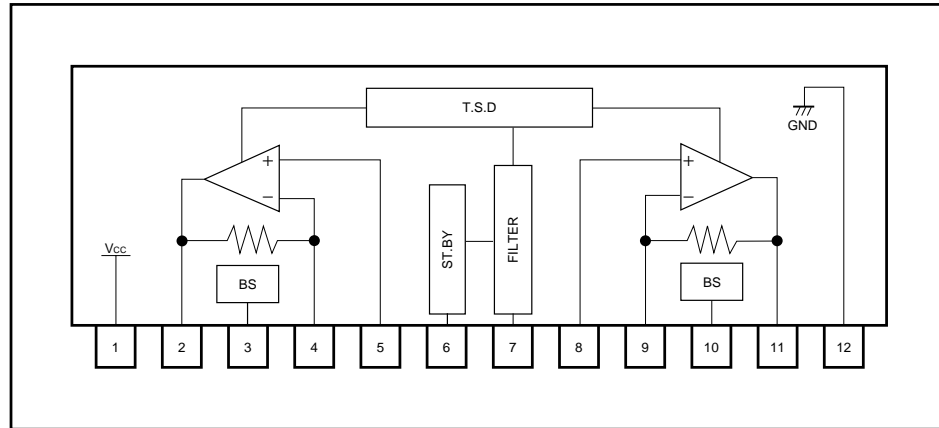 T.S.D
GND
+
−
+
−
ST.BY
FILTER
Vcc
BS
BS
1 2 3 4 5 6 7 8 9 10 11 12